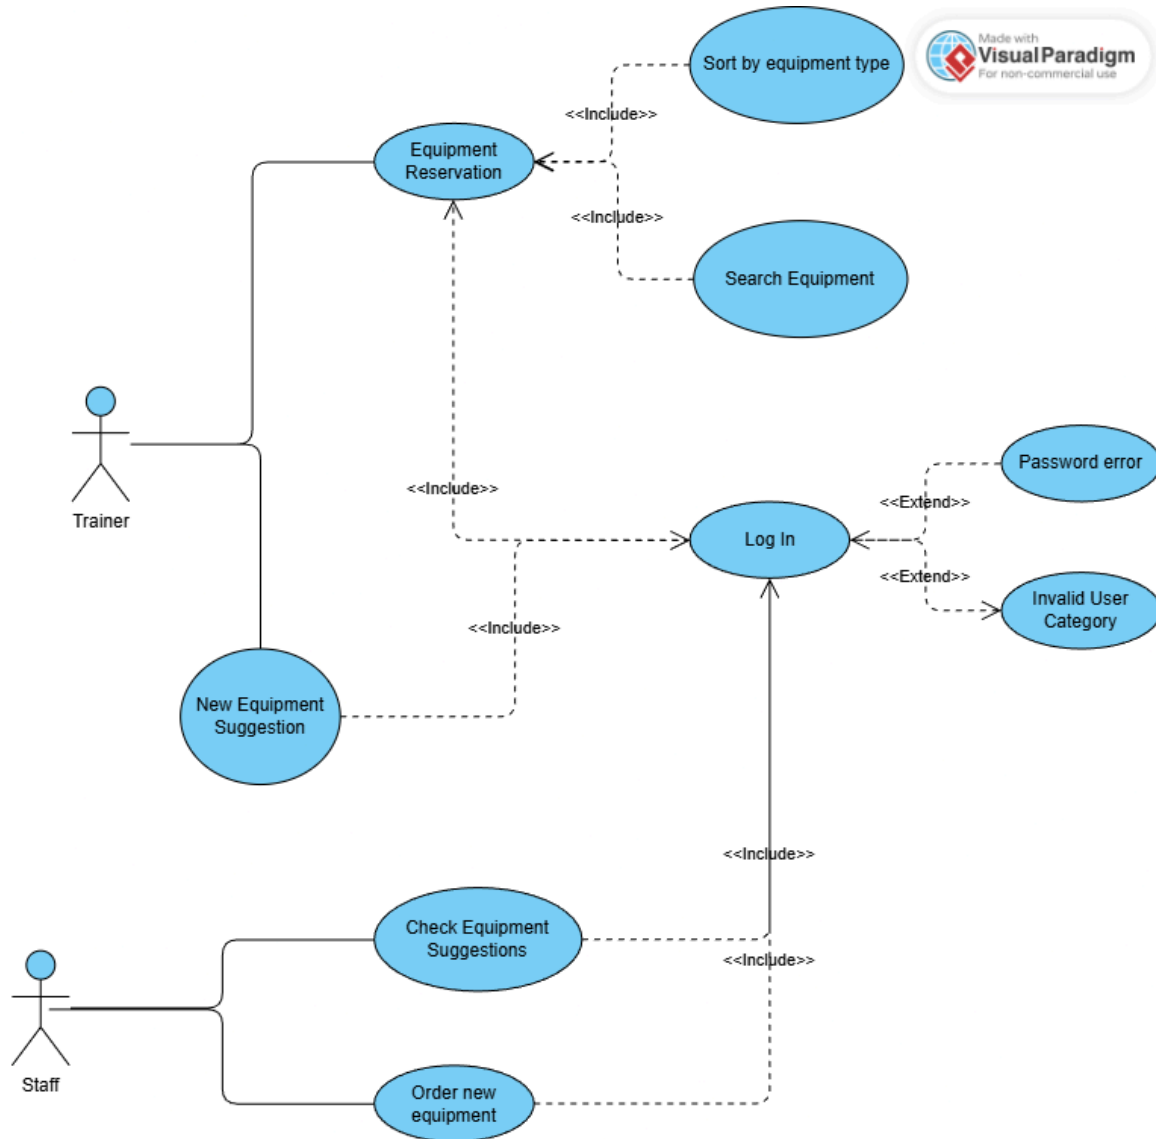 Made with
Visual Paradigm
For non-commercial use
Sort by equipment type
<<Include>>
Equipment
Reservation
<<Include>>
Search Equipment
Trainer
<<Include>>
Password error
<<Extend>>
Log In
<<Extend>>
Invalid User
Category
<<Include>>
New Equipment
Suggestion
<<Include>>
Check Equipment
Suggestions
<<Include>>
Staff
Order new
equipment